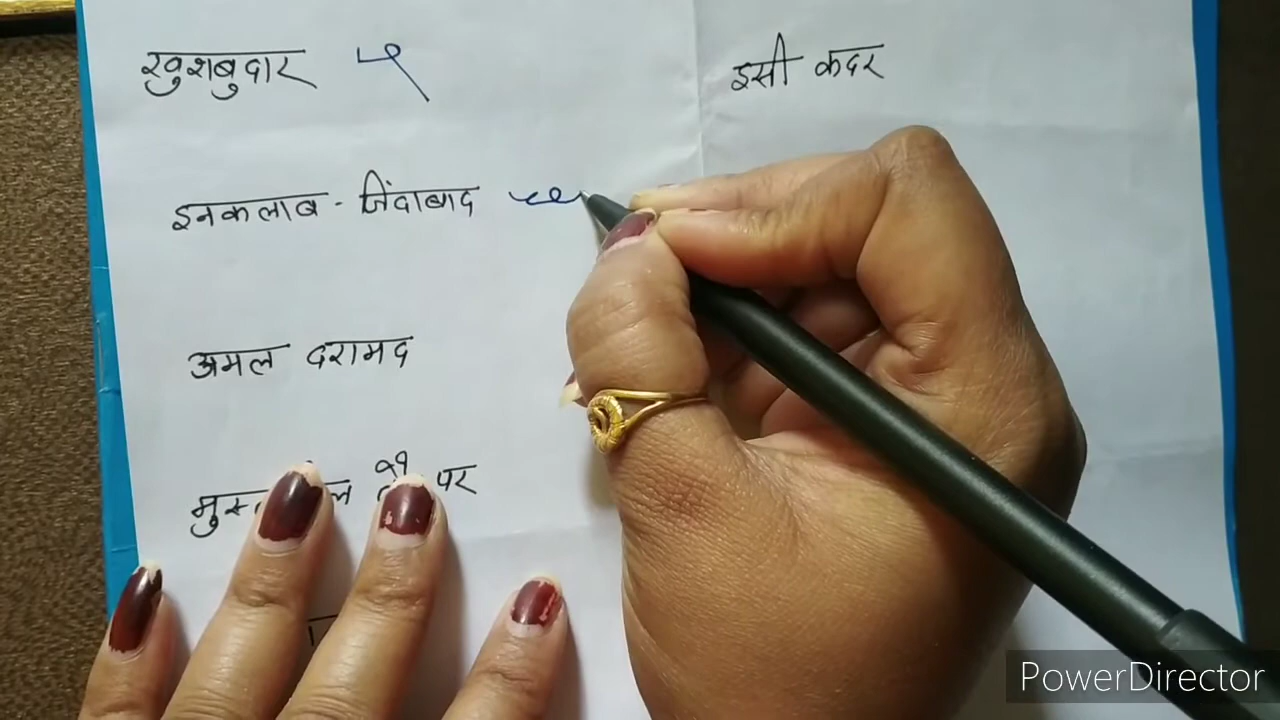 खुशबुदार
इसी कदर
इनकलाब - जिंदाबाद
अमल दरामद
पर
PowerDirector